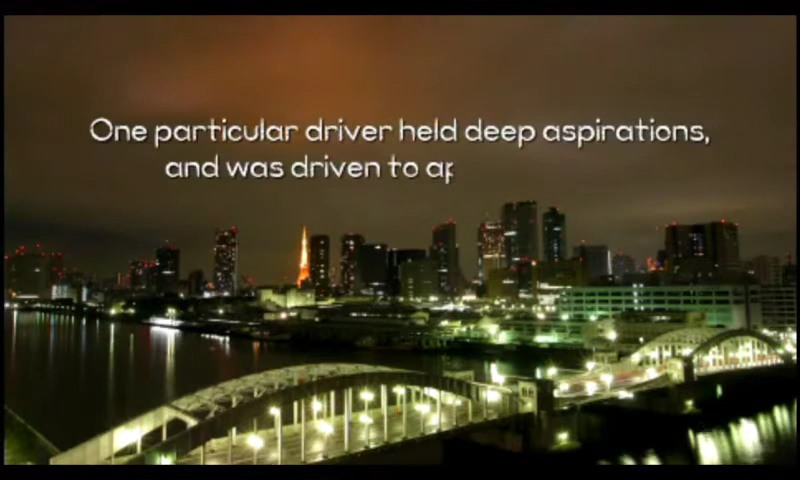 One particular driver held deep aspirations,
and was driven to